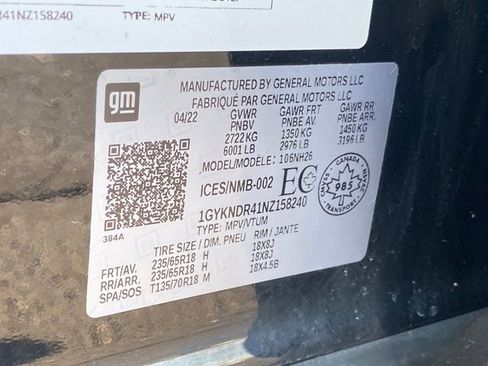 R41NZ158240 TYPE: MPV
gm
MANUFACTURED BY GENERAL MOTORS LLC
FABRIQUÉ PAR GENERAL MOTORS LLC
04/22 GVWR GAWR FRT GAWR RR
PNBV PNBE AV. PNBE ARR.
2722 KG 1350 KG 1450 KG
6001 LB 2976 LB 3196 LB
MODEL/MODÈLE: 106NH26
ICES/NMB-002 EC CANADA 985
1GYKNDR41NZ158240
TYPE: MPV/VTUM
384A
TIRE SIZE / DIM. PNEU RIM / JANTE
FRT/AV. 235/65R18 H 18X8J
RR/ARR. 235/65R18 H 18X8J
SPA/SOS T135/70R18 M 18X4.5B